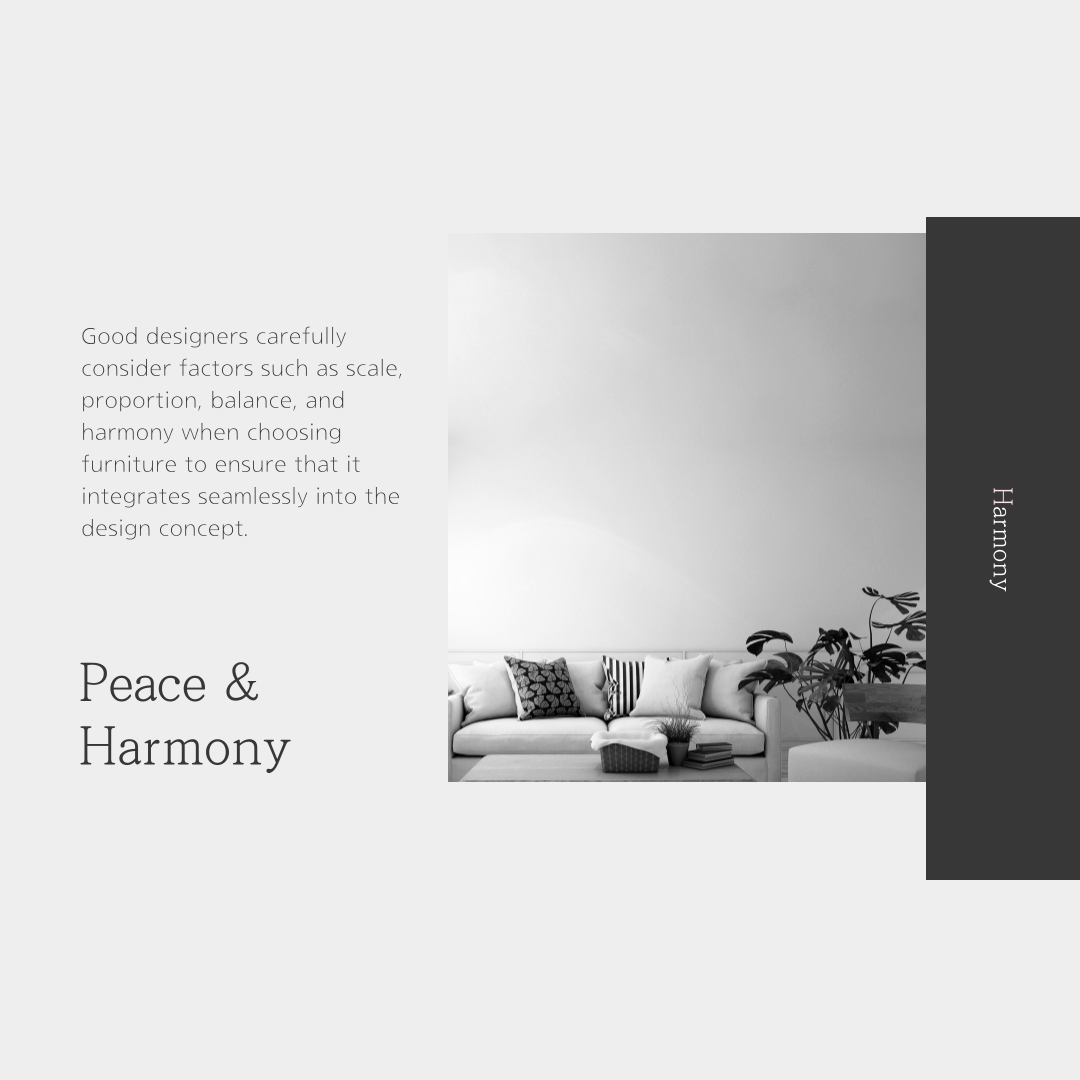 Good designers carefully
consider factors such as scale,
proportion, balance, and
harmony when choosing
furniture to ensure that it
integrates seamlessly into the
design concept.
Peace &
Harmony
Harmony